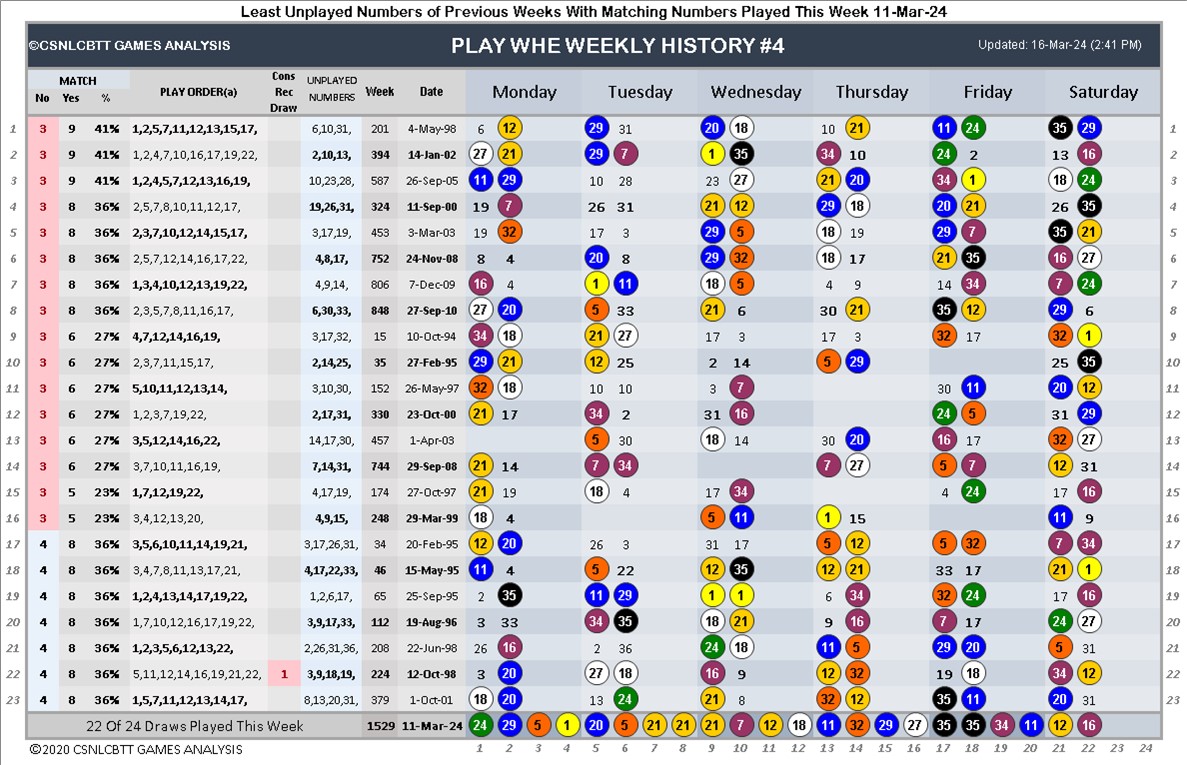 Least Unplayed Numbers of Previous Weeks With Matching Numbers Played This Week 11-Mar-24
©CSNLCBTT GAMES ANALYSIS PLAY WHE WEEKLY HISTORY #4 Updated: 16-Mar-24 (2:41 PM)
MATCH No Yes % PLAY ORDER(a) Cons Rec Draw UNPLAYED NUMBERS Week Date Monday Tuesday Wednesday Thursday Friday Saturday
1 3 9 41% 1,2,5,7,11,12,13,15,17, 6,10,31, 201 4-May-98 6 12 29 31 20 18 10 21 11 24 35 29 1
2 3 9 41% 1,2,4,7,10,16,17,19,22, 2,10,13, 394 14-Jan-02 27 21 29 7 1 35 34 10 24 2 13 16 2
3 3 9 41% 1,2,4,5,7,12,13,16,19, 10,23,28, 587 26-Sep-05 11 29 10 28 23 27 21 20 34 1 18 24 3
4 3 8 36% 2,5,7,8,10,11,12,17 19,26,31, 324 11-Sep-00 19 7 26 31 21 12 29 18 20 21 26 35 4
5 3 8 36% 2,3,7,10,12,14,15,17, 3,17,19, 453 3-Mar-03 19 32 17 3 29 5 18 19 29 7 35 21 5
6 3 8 36% 2,5,7,12,14,16,17,22, 4,8,17, 752 24-Nov-08 8 4 20 8 29 32 18 17 21 35 16 27 6
7 3 8 36% 1,3,4,10,12,13,19,22, 4,9,14, 806 7-Dec-09 16 4 1 11 18 5 4 9 14 34 7 24 7
8 3 8 36% 2,3,5,7,8,11,16,17, 6,30,33, 848 27-Sep-10 27 20 5 33 21 6 30 21 35 12 29 6 8
9 3 6 27% 4,7,12,14,16,19, 3,17,32, 15 10-Oct-94 34 18 21 27 17 3 17 3 32 17 32 1 9
10 3 6 27% 2,3,7,11,15,17, 2,14,25, 35 27-Feb-95 29 21 12 25 2 14 5 29 25 35 10
11 3 6 27% 5,10,11,12,13,14, 3,10,30, 152 26-May-97 32 18 10 10 3 7 30 11 20 12 11
12 3 6 27% 1,2,3,7,19,22, 2,17,31, 330 23-Oct-00 21 17 34 2 31 16 24 5 31 29 12
13 3 6 27% 3,5,12,14,16,22, 14,17,30, 457 1-Apr-03 5 30 18 14 30 20 16 17 32 27 13
14 3 6 27% 3,7,10,11,16,19, 7,14,31, 744 29-Sep-08 21 14 7 34 7 27 5 7 12 31 14
15 3 5 23% 1,7,12,19,22, 4,17,19, 174 27-Oct-97 21 19 18 4 17 34 4 24 17 16 15
16 3 5 23% 3,4,12,13,20, 4,9,15, 248 29-Mar-99 18 4 5 11 1 15 11 9 16
17 4 8 36% 3,5,6,10,11,14,19,21, 3,17,26,31, 34 20-Feb-95 12 20 26 3 31 17 5 12 5 32 7 34 17
18 4 8 36% 3,4,7,8,11,13,17,21, 4,17,22,33, 46 15-May-95 11 4 5 22 12 35 12 21 33 17 21 1 18
19 4 8 36% 1,2,4,13,14,17,19,22, 1,2,6,17, 65 25-Sep-95 2 35 11 29 1 1 6 34 32 24 17 16 19
20 4 8 36% 1,7,10,12,16,17,19,22, 3,9,17,33, 112 19-Aug-96 3 33 34 35 18 21 9 16 7 17 24 27 20
21 4 8 36% 1,2,3,5,6,12,13,22, 2,26,31,36, 208 22-Jun-98 26 16 2 36 24 18 11 5 29 20 5 31 21
22 4 8 36% 5,11,12,14,16,19,21,22, 1 3,9,18,19, 224 12-Oct-98 3 20 27 18 16 9 12 32 19 18 34 12 22
23 4 8 36% 1,5,7,11,12,13,14,17, 8,13,20,31, 379 1-Oct-01 18 20 13 24 21 8 32 12 35 11 20 31 23
22 Of 24 Draws Played This Week 1529 11-Mar-24 24 29 5 1 20 5 21 21 21 7 12 18 11 32 29 27 35 35 34 11 12 16
©2020 CSNLCBTT GAMES ANALYSIS 1 2 3 4 5 6 7 8 9 10 11 12 13 14 15 16 17 18 19 20 21 22 23 24